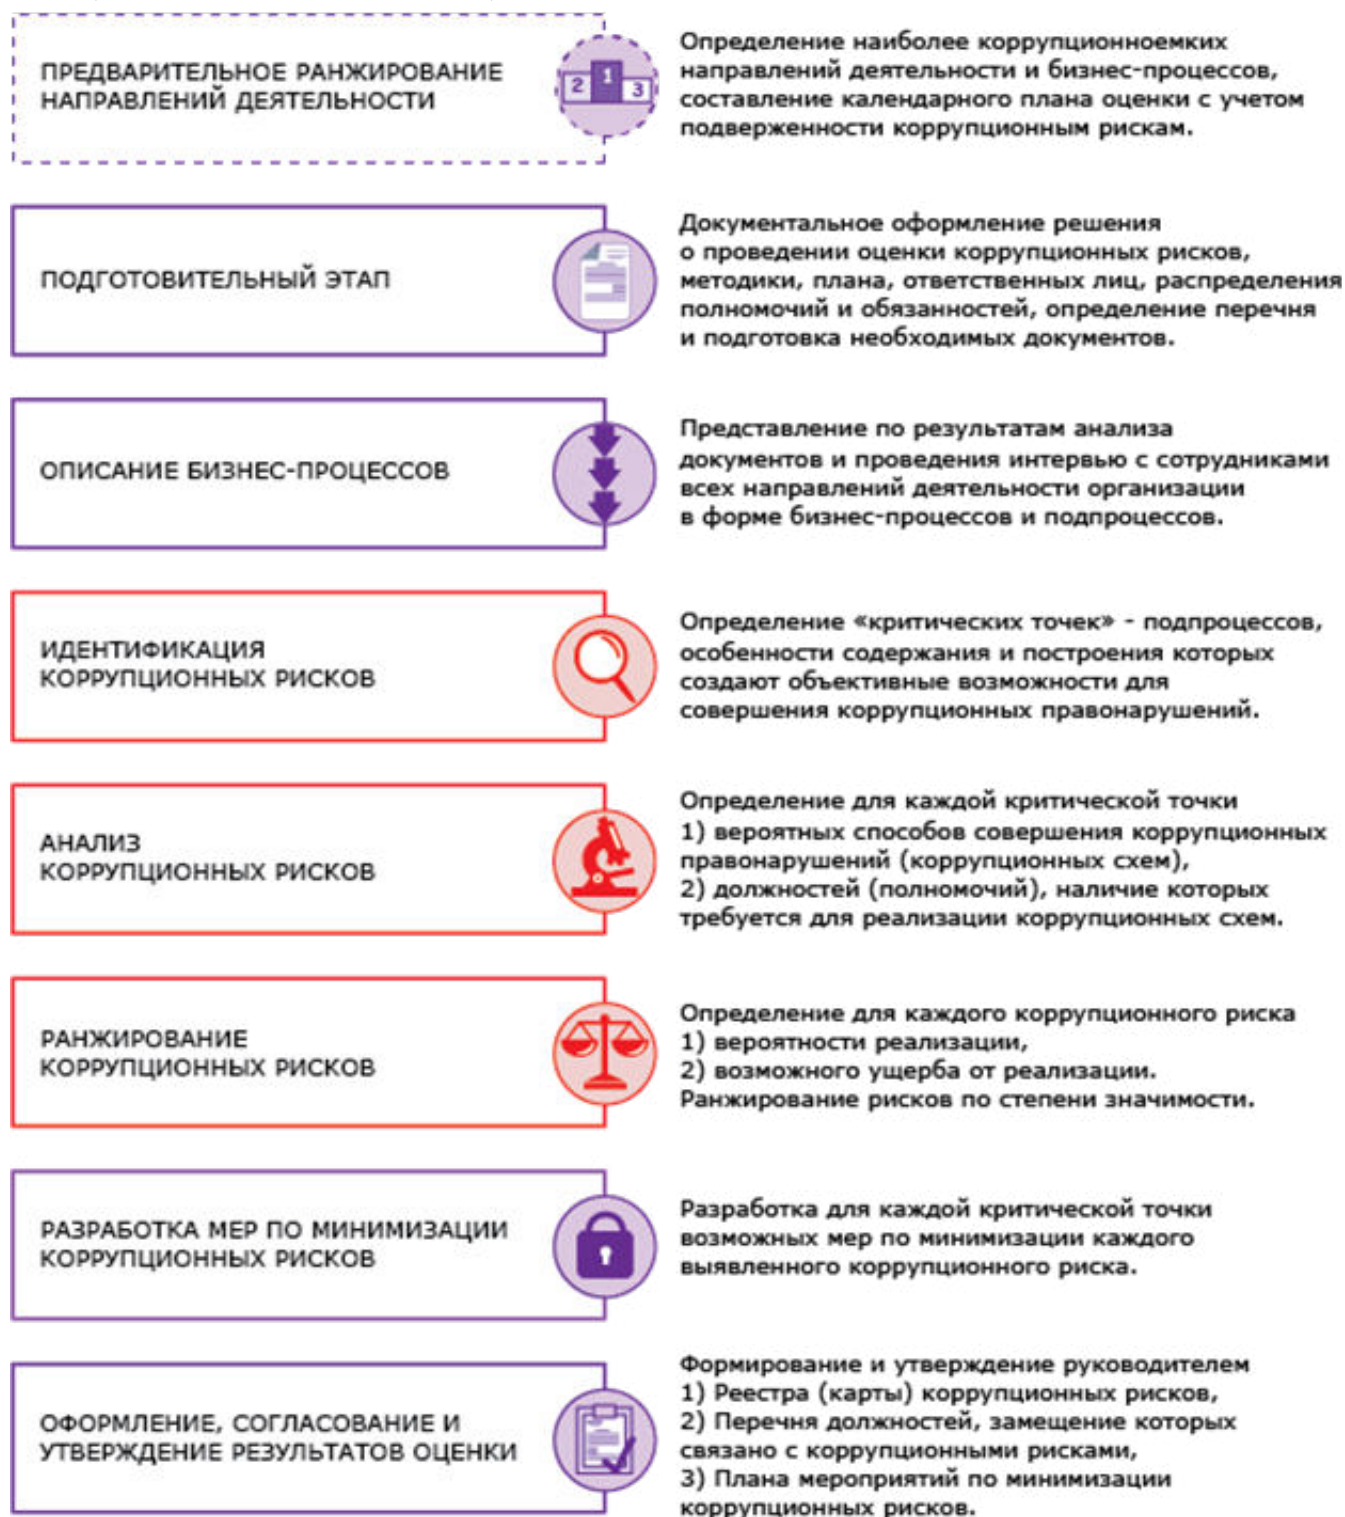 ПРЕДВАРИТЕЛЬНОЕ РАНЖИРОВАНИЕ
НАПРАВЛЕНИЙ ДЕЯТЕЛЬНОСТИ
2 1 3
Определение наиболее коррупционноемких
направлений деятельности и бизнес-процессов,
составление календарного плана оценки с учетом
подверженности коррупционным рискам.
ПОДГОТОВИТЕЛЬНЫЙ ЭТАП
Документальное оформление решения
о проведении оценки коррупционных рисков,
методики, плана, ответственных лиц, распределения
полномочий и обязанностей, определение перечня
и подготовка необходимых документов.
ОПИСАНИЕ БИЗНЕС-ПРОЦЕССОВ
Представление по результатам анализа
документов и проведения интервью с сотрудниками
всех направлений деятельности организации
в форме бизнес-процессов и подпроцессов.
ИДЕНТИФИКАЦИЯ
КОРРУПЦИОННЫХ РИСКОВ
Определение «критических точек» - подпроцессов,
особенности содержания и построения которых
создают объективные возможности для
совершения коррупционных правонарушений.
АНАЛИЗ
КОРРУПЦИОННЫХ РИСКОВ
Определение для каждой критической точки
1) вероятных способов совершения коррупционных
правонарушений (коррупционных схем),
2) должностей (полномочий), наличие которых
требуется для реализации коррупционных схем.
РАНЖИРОВАНИЕ
КОРРУПЦИОННЫХ РИСКОВ
Определение для каждого коррупционного риска
1) вероятности реализации,
2) возможного ущерба от реализации.
Ранжирование рисков по степени значимости.
РАЗРАБОТКА МЕР ПО МИНИМИЗАЦИИ
КОРРУПЦИОННЫХ РИСКОВ
Разработка для каждой критической точки
возможных мер по минимизации каждого
выявленного коррупционного риска.
ОФОРМЛЕНИЕ, СОГЛАСОВАНИЕ И
УТВЕРЖДЕНИЕ РЕЗУЛЬТАТОВ ОЦЕНКИ
Формирование и утверждение руководителем
1) Реестра (карты) коррупционных рисков,
2) Перечня должностей, замещение которых
связано с коррупционными рисками,
3) Плана мероприятий по минимизации
коррупционных рисков.